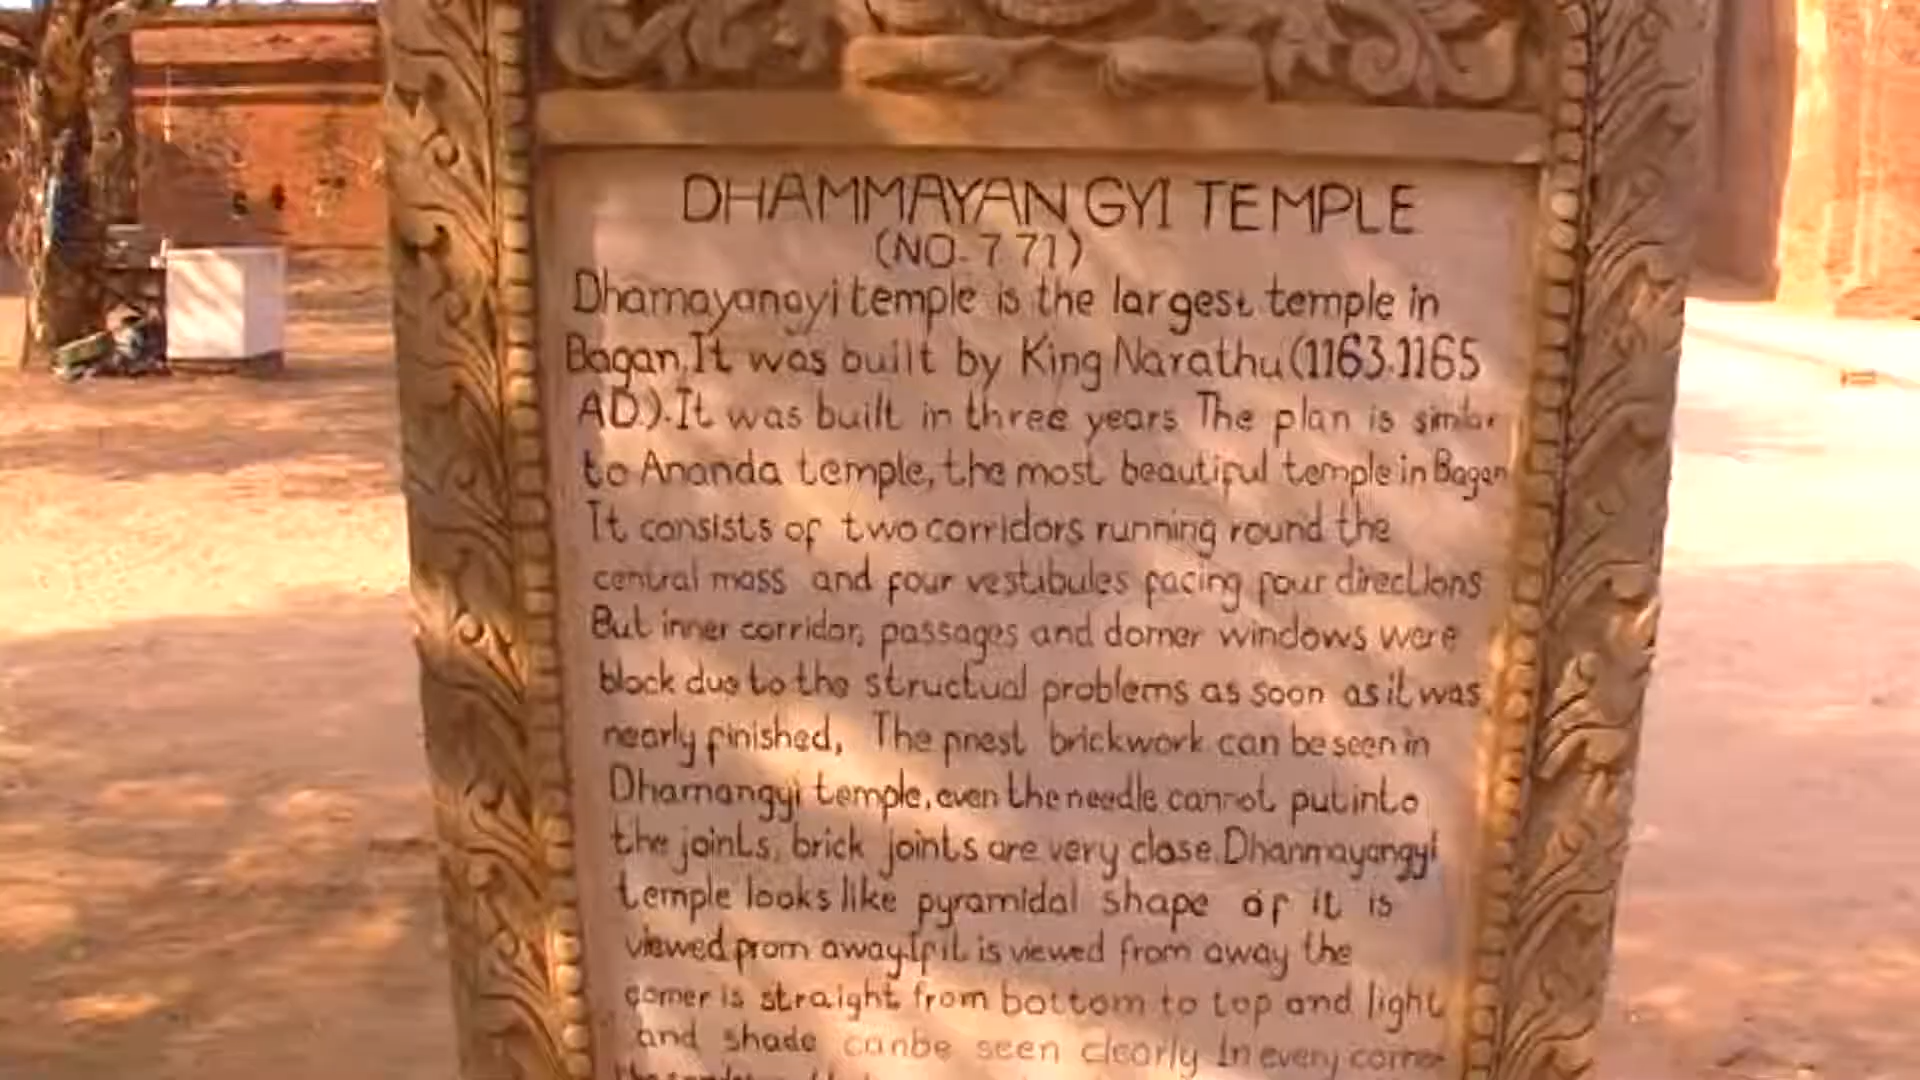 DHAMMAYAN GYI TEMPLE
(NO-771)
Dhamayanayi temple is the largest temple in
Bagan.It was built by King Narathu(1163.1165
AD.).It was built in three years The plan is similar
to Ananda temple, the most beautiful temple in Bagan
It consists of two corridors running round the
central mass and four vestibules facing four directions
But inner corridor, passages and domer windows were
block due to the structual problems as soon as it was
nearly finished, The pnest brickwork can be seen in
Dhamangyi temple, even the needle cannot put into
the joints, brick joints are very close. Dhanmayangyi
temple looks like pyramidal shape of it is
viewed from away.If it is viewed from away the
corner is straight from bottom to top and light
and shade canbe seen clearly In every corner